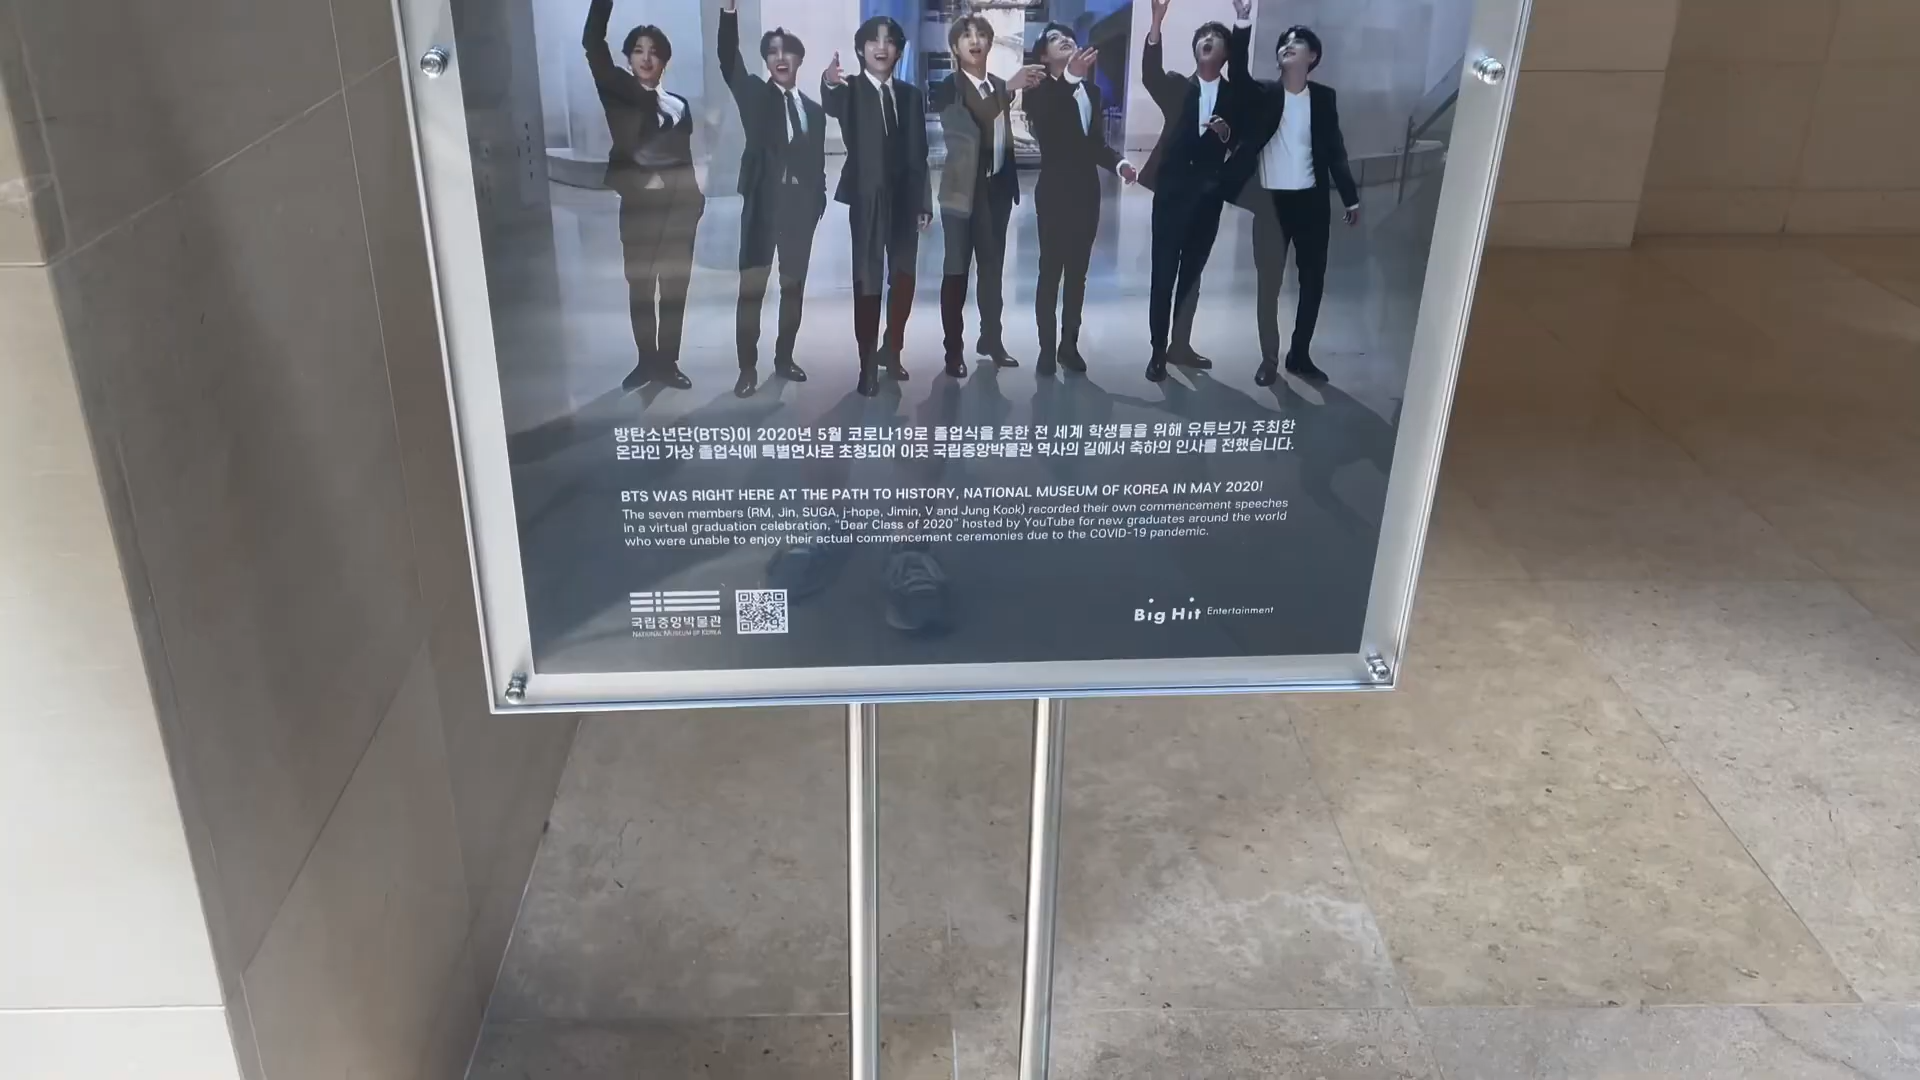 방탄소년단(BTS)이 2020년 5월 코로나19로 졸업식을 못한 전 세계 학생들을 위해 유튜브가 주최한
온라인 가상 졸업식에 특별연사로 초청되어 이곳 국립중앙박물관 역사의 길에서 축하의 인사를 전했습니다.
BTS WAS RIGHT HERE AT THE PATH TO HISTORY, NATIONAL MUSEUM OF KOREA IN MAY 2020!
The seven members (RM, Jin, SUGA, j-hope, Jimin, V and Jung Kook) recorded their own commencement speeches
in a virtual graduation celebration, "Dear Class of 2020" hosted by YouTube for new graduates around the world
who were unable to enjoy their actual commencement ceremonies due to the COVID-19 pandemic.
국립중앙박물관
NATIONAL MUSEUM OF KOREA
Big Hit Entertainment